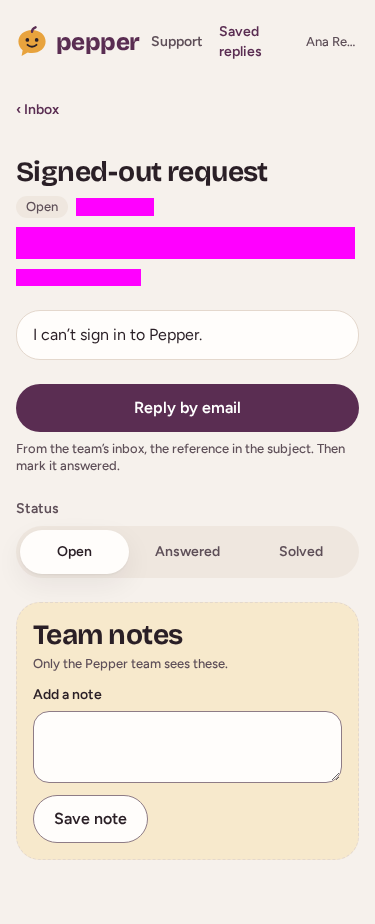 pepper
Support
Saved
replies
Ana Re...
‹ Inbox
Signed-out request
Open
I can’t sign in to Pepper.
Reply by email
From the team’s inbox, the reference in the subject. Then
mark it answered.
Status
Open
Answered
Solved
Team notes
Only the Pepper team sees these.
Add a note
Save note